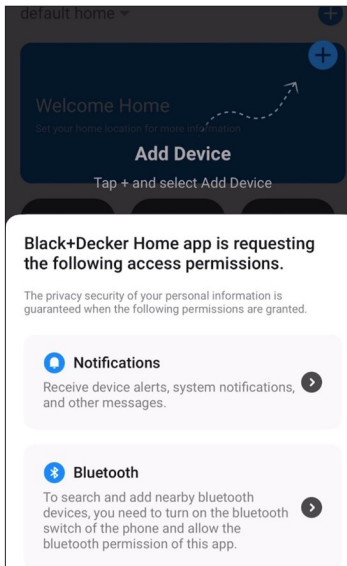 default home
Welcome Home
Set your home location for more information
Add Device
Tap + and select Add Device
Black+Decker Home app is requesting
the following access permissions.
The privacy security of your personal information is
guaranteed when the following permissions are granted.
Notifications
Receive device alerts, system notifications,
and other messages.
Bluetooth
To search and add nearby bluetooth
devices, you need to turn on the bluetooth
switch of the phone and allow the
bluetooth permission of this app.